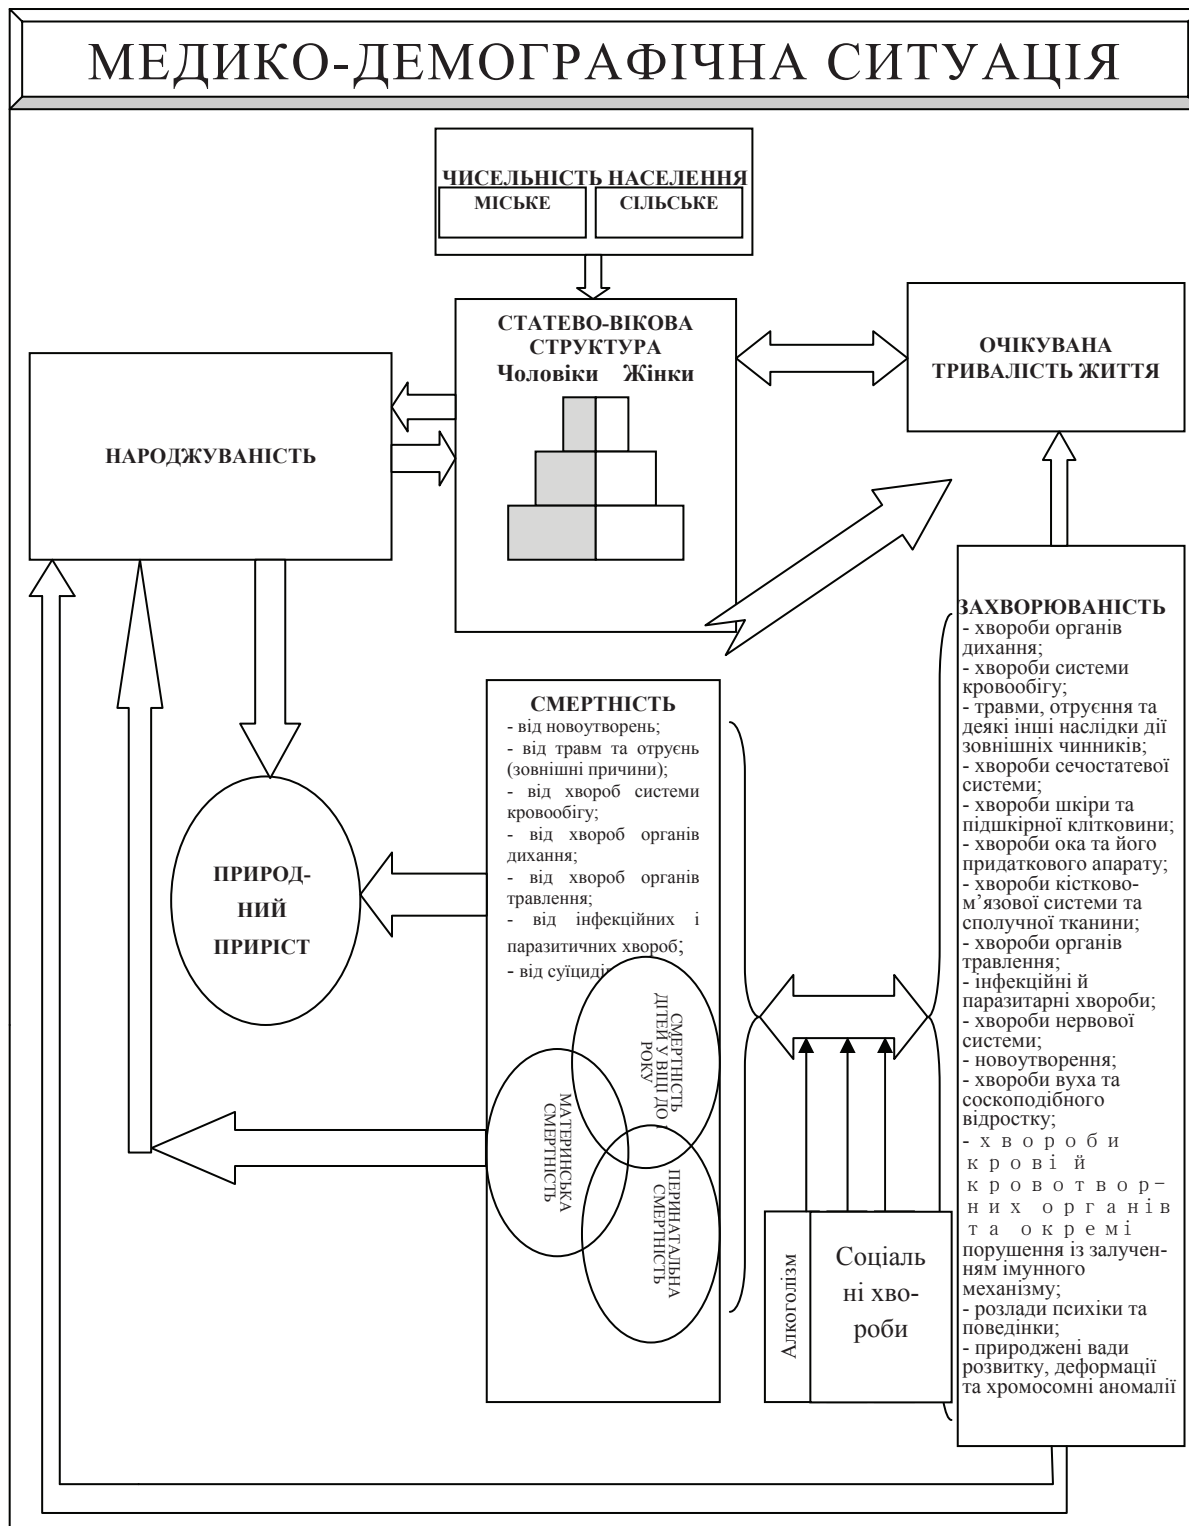 МЕДИКО-ДЕМОГРАФІЧНА СИТУАЦІЯ
ЧИСЕЛЬНІСТЬ НАСЕЛЕННЯ
МІСЬКЕ
СІЛЬСЬКЕ
СТАТЕВО-ВІКОВА
СТРУКТУРА
Чоловіки Жінки
ОЧІКУВАНА
ТРИВАЛІСТЬ ЖИТТЯ
НАРОДЖУВАНІСТЬ
ПРИРОД-
НИЙ
ПРИРІСТ
СМЕРТНІСТЬ
- від новоутворень;
- від травм та отруєнь
(зовнішні причини);
- від хвороб системи
кровообігу;
- від хвороб органів
дихання;
- від хвороб органів
травлення;
- від інфекційних і
паразитичних хвороб;
- від суїцидів
СМЕРТНІСТЬ
ДІТЕЙ У ВІЦІ ДО
РОКУ
МАТЕРИНСЬКА
СМЕРТНІСТЬ
ПЕРИНАТАЛЬНА
СМЕРТНІСТЬ
Алкоголізм
Соціаль
ні хво-
роби
ЗАХВОРЮВАНІСТЬ
- хвороби органів
дихання;
- хвороби системи
кровообігу;
- травми, отруєння та
деякі інші наслідки дії
зовнішніх чинників;
- хвороби сечостатевої
системи;
- хвороби шкіри та
підшкірної клітковини;
- хвороби ока та його
придаткового апарату;
- хвороби кістково-
м’язової системи та
сполучної тканини;
- хвороби органів
травлення;
- інфекційні й
паразитарні хвороби;
- хвороби нервової
системи;
- новоутворення;
- хвороби вуха та
соскоподібного
відростку;
- хвороби
крові й
кровотвор-
них органів
та окремі
порушення із залучен-
ням імунного
механізму;
- розлади психіки та
поведінки;
- природжені вади
розвитку, деформації
та хромосомні аномалії